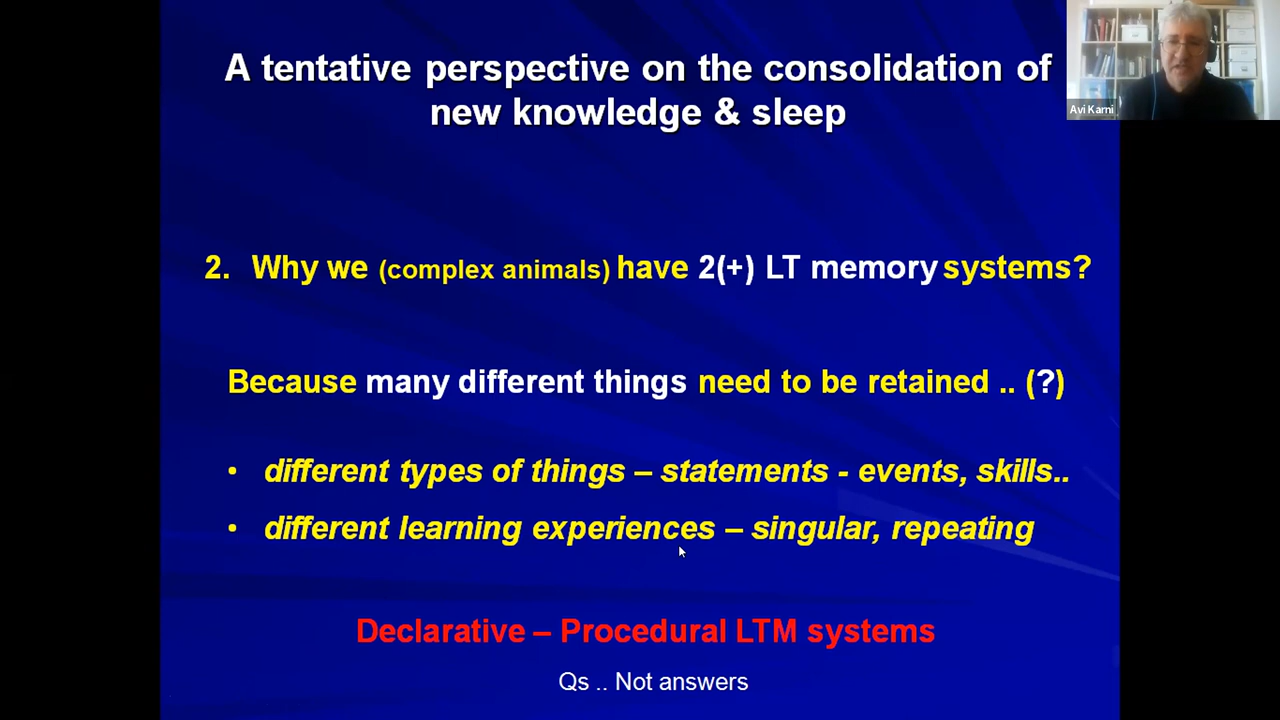 A tentative perspective on the consolidation of
new knowledge & sleep
Avi Karni
2. Why we (complex animals) have 2(+) LT memory systems?
Because many different things need to be retained .. (?)
• different types of things – statements - events, skills..
• different learning experiences – singular, repeating
Declarative – Procedural LTM systems
Qs .. Not answers